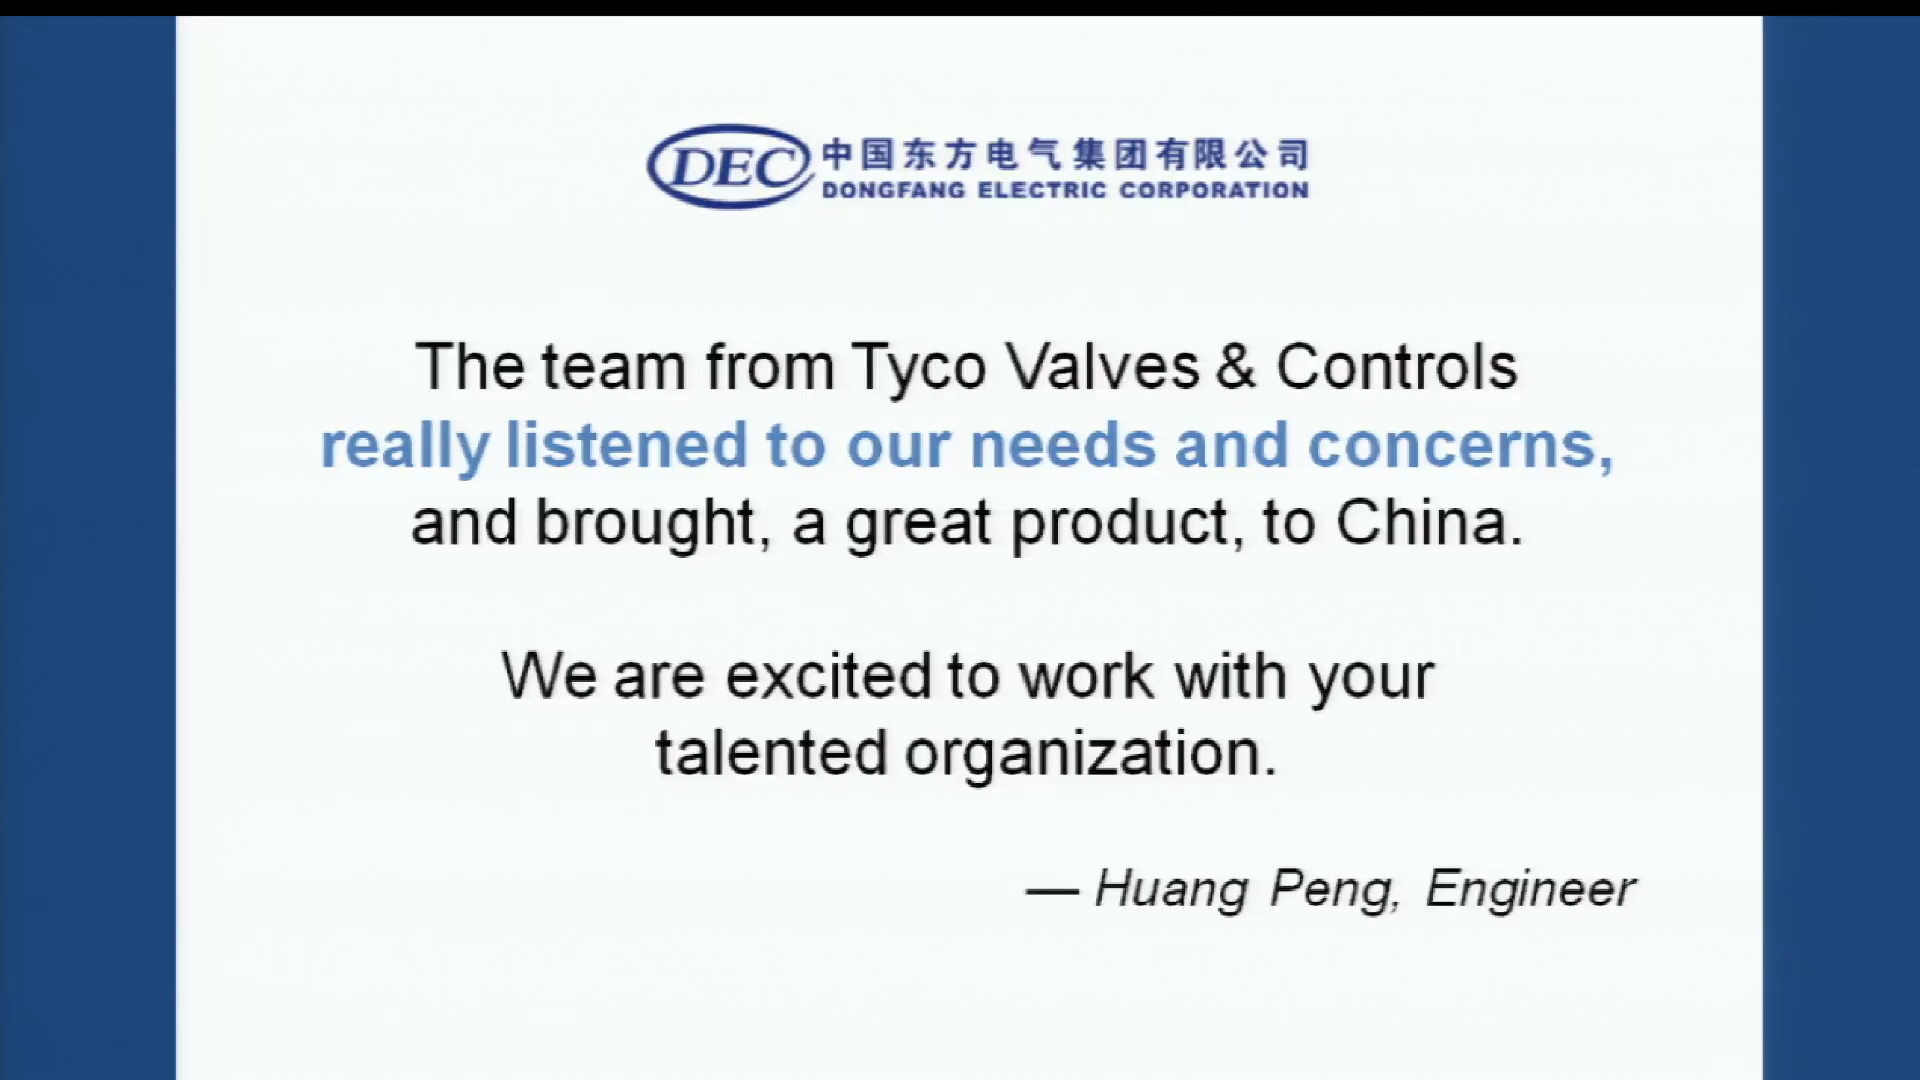 DEC 中国东方电气集团有限公司
DONGFANG ELECTRIC CORPORATION
The team from Tyco Valves & Controls
really listened to our needs and concerns,
and brought, a great product, to China.
We are excited to work with your
talented organization.
— Huang Peng, Engineer